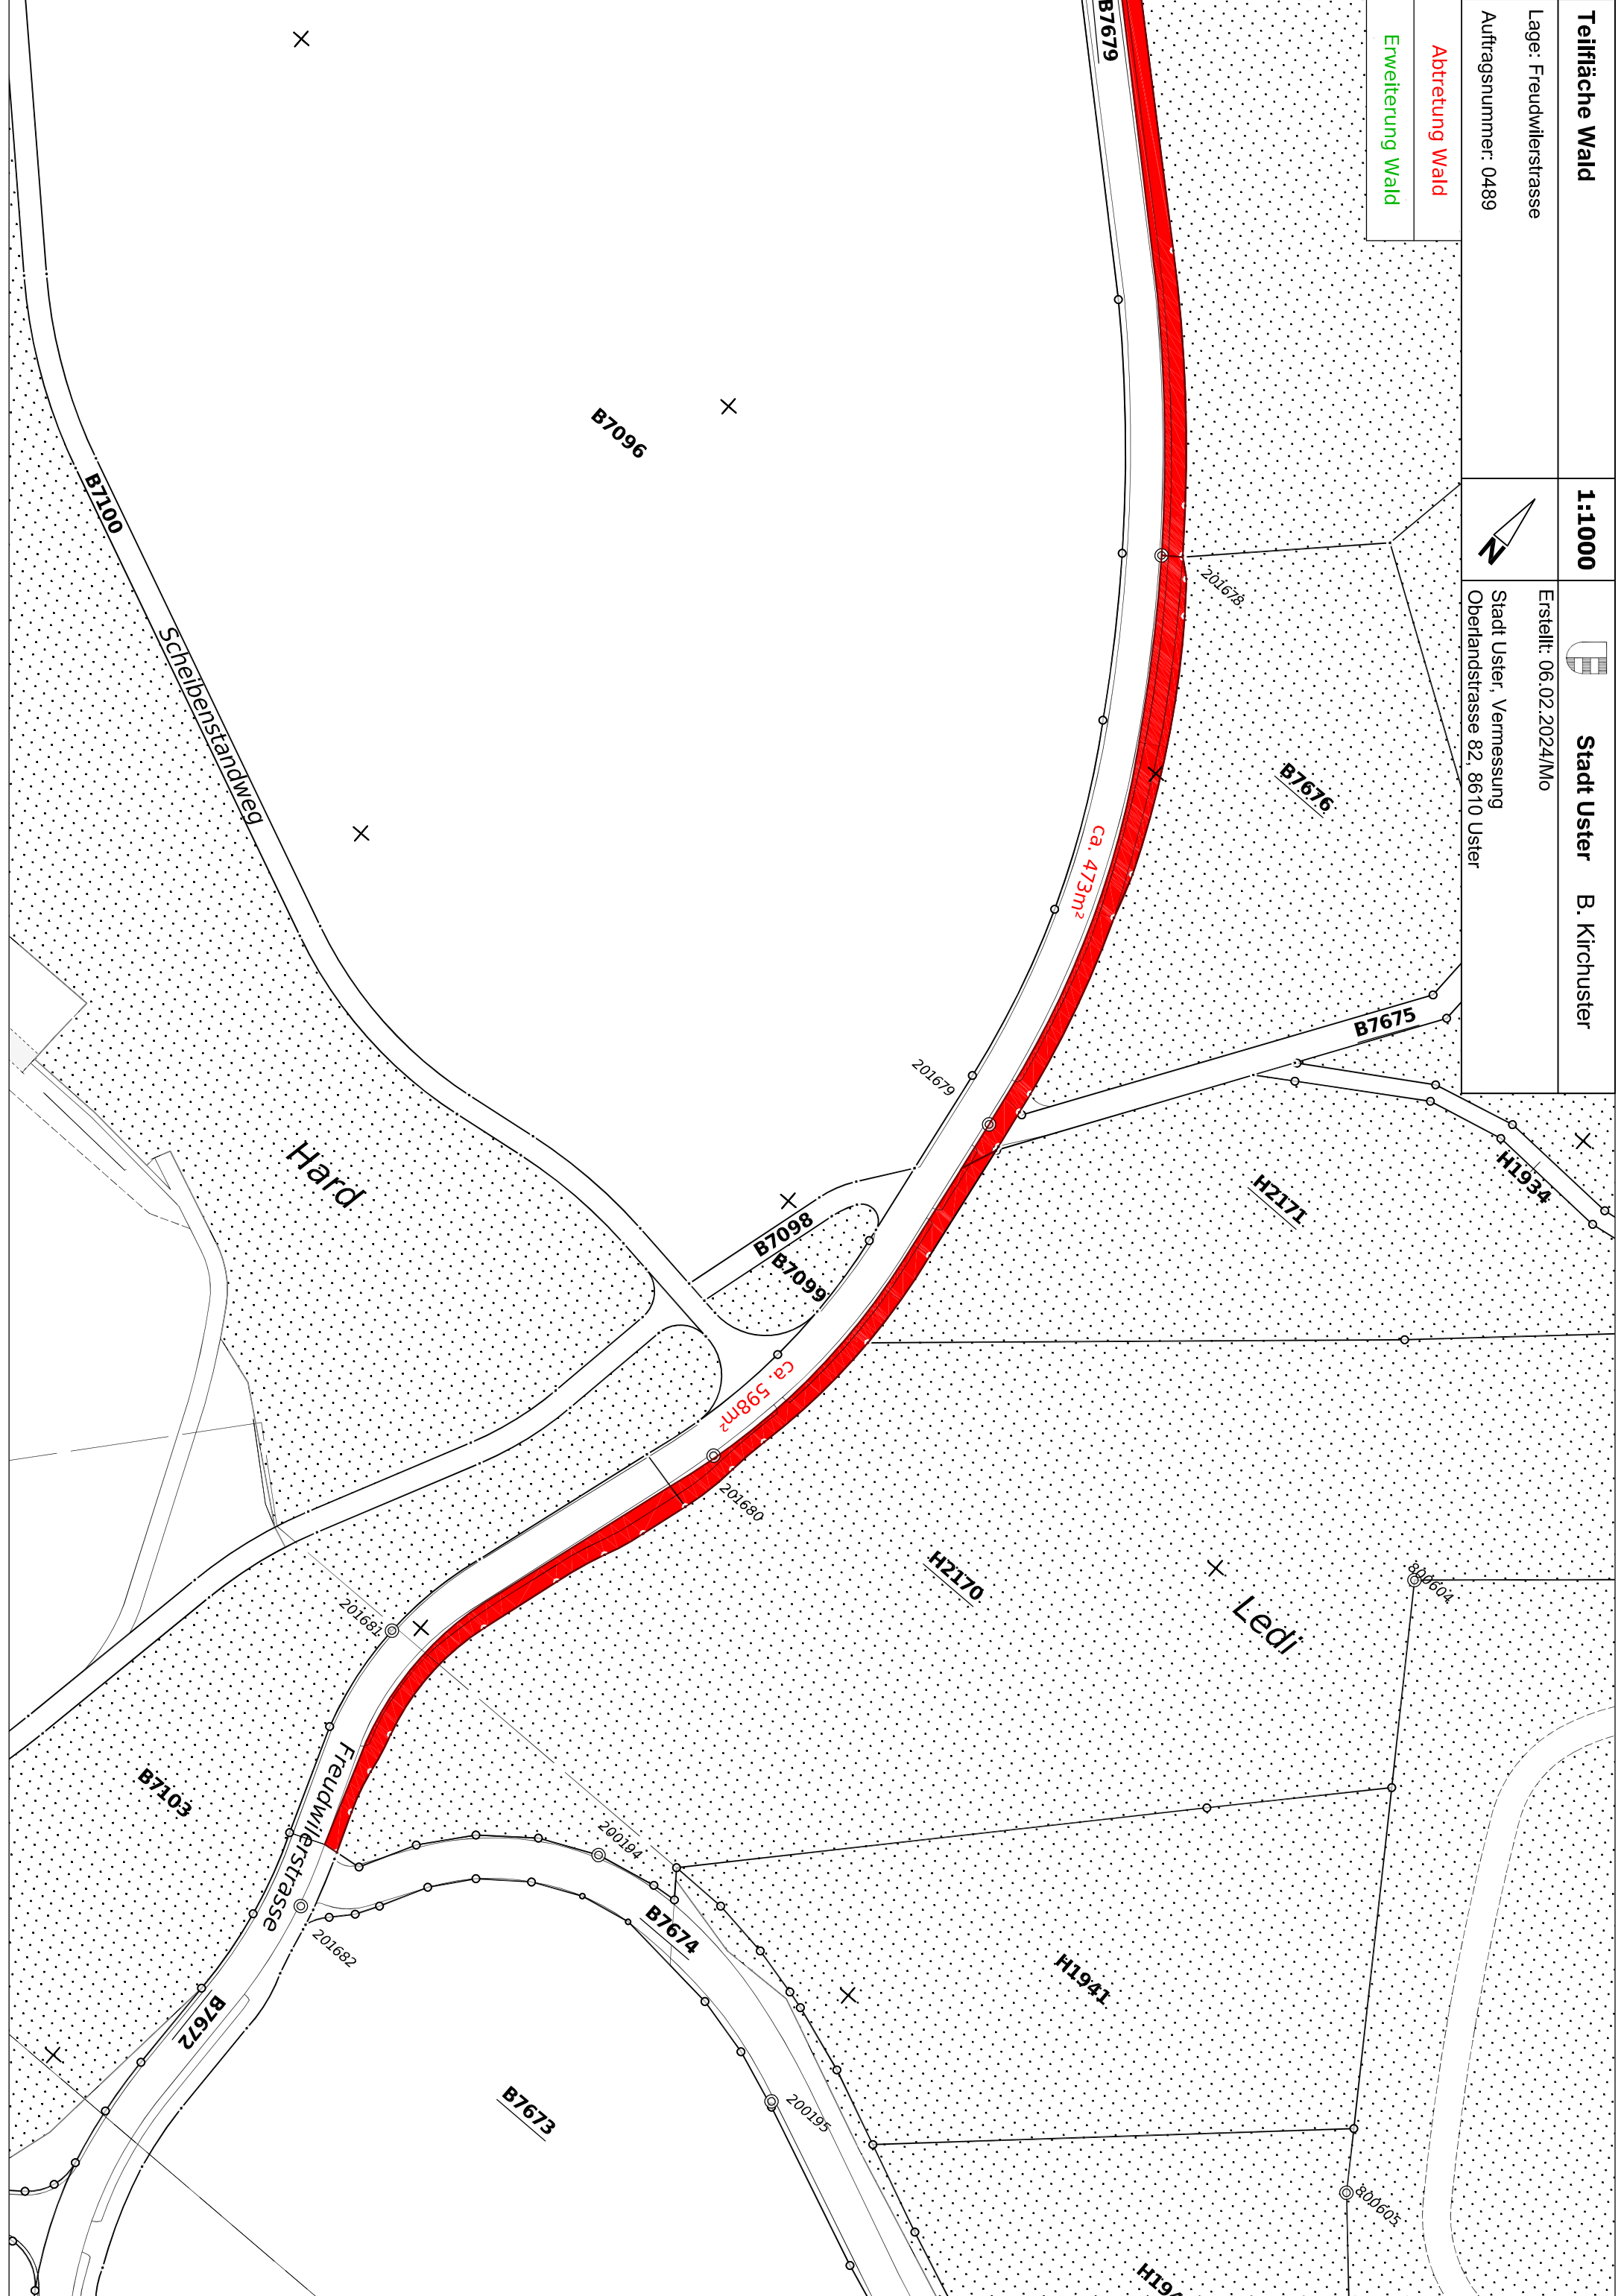 Teilfläche Wald
Lage: Freudwilerstrasse
Auftragsnummer: 0489
1:1000
N
Stadt Uster B. Kirchuster
Erstellt: 06.02.2024/Mo
Stadt Uster, Vermessung
Oberlandstrasse 82, 8610 Uster
Abtretung Wald
Erweiterung Wald
B7679
B7096
B7100
Scheibenstandweg
201678
B7676
ca. 473m²
B7675
201679
H1934
H2171
Hard
B7098
B7099
ca. 598m²
201680
H2170
800604
Ledi
201681
Freudwilerstrasse
B7103
200194
201682
B7674
H1941
B7672
B7673
200195
800605